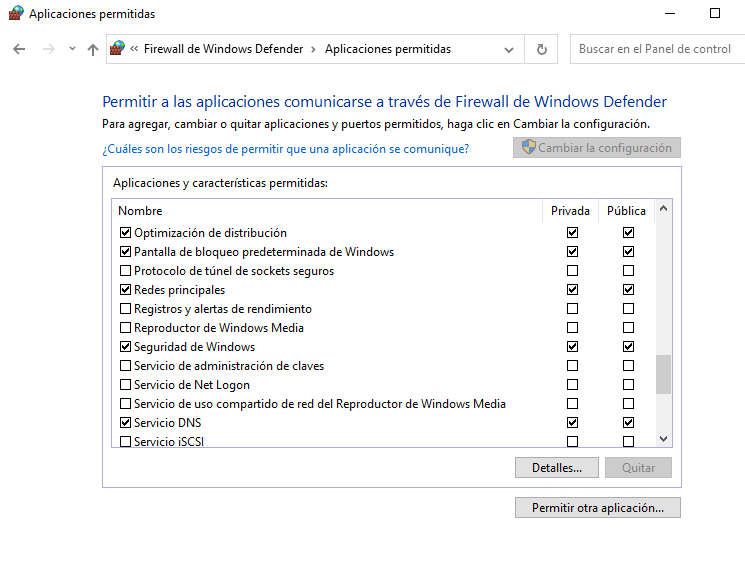 Aplicaciones permitidas
Firewall de Windows Defender > Aplicaciones permitidas
Buscar en el Panel de control
Permitir a las aplicaciones comunicarse a través de Firewall de Windows Defender
Para agregar, cambiar o quitar aplicaciones y puertos permitidos, haga clic en Cambiar la configuración.
¿Cuáles son los riesgos de permitir que una aplicación se comunique?
Cambiar la configuración
Aplicaciones y características permitidas:
Nombre Privada Pública
Optimización de distribución
Pantalla de bloqueo predeterminada de Windows
Protocolo de túnel de sockets seguros
Redes principales
Registros y alertas de rendimiento
Reproductor de Windows Media
Seguridad de Windows
Servicio de administración de claves
Servicio de Net Logon
Servicio de uso compartido de red del Reproductor de Windows Media
Servicio DNS
Servicio iSCSI
Detalles... Quitar
Permitir otra aplicación...